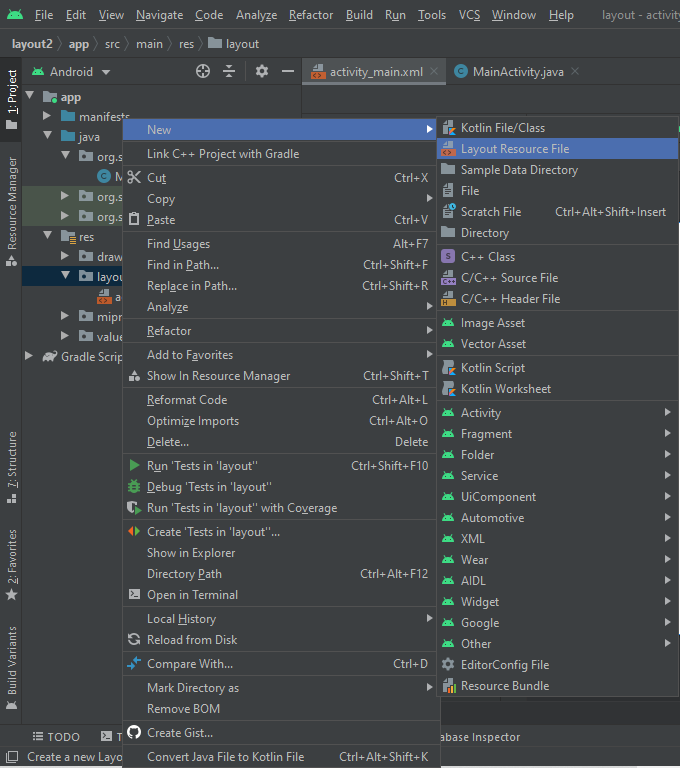 File Edit View Navigate Code Analyze Refactor Build Run Tools VCS Window Help layout - activity
layout2 app src main res layout
1: Project
Resource Manager
7: Structure
2: Favorites
Build Variants
Android
app
manifests
java
org.s
M
org.s
org.s
res
draw
layou
a
mipn
value
Gradle Scrip
activity_main.xml
MainActivity.java
New
Link C++ Project with Gradle
Cut Ctrl+X
Copy
Paste Ctrl+V
Find Usages Alt+F7
Find in Path... Ctrl+Shift+F
Replace in Path... Ctrl+Shift+R
Analyze
Refactor
Add to Favorites
Show In Resource Manager Ctrl+Shift+T
Reformat Code Ctrl+Alt+L
Optimize Imports Ctrl+Alt+O
Delete... Delete
Run 'Tests in 'layout'' Ctrl+Shift+F10
Debug 'Tests in 'layout''
Run 'Tests in 'layout'' with Coverage
Create 'Tests in 'layout''...
Show in Explorer
Directory Path Ctrl+Alt+F12
Open in Terminal
Local History
Reload from Disk
Compare With... Ctrl+D
Mark Directory as
Remove BOM
Create Gist...
Convert Java File to Kotlin File Ctrl+Alt+Shift+K
Kotlin File/Class
Layout Resource File
Sample Data Directory
File
Scratch File Ctrl+Alt+Shift+Insert
Directory
C++ Class
C/C++ Source File
C/C++ Header File
Image Asset
Vector Asset
Kotlin Script
Kotlin Worksheet
Activity
Fragment
Folder
Service
UiComponent
Automotive
XML
Wear
AIDL
Widget
Google
Other
EditorConfig File
Resource Bundle
TODO T abase Inspector
Create a new Layo